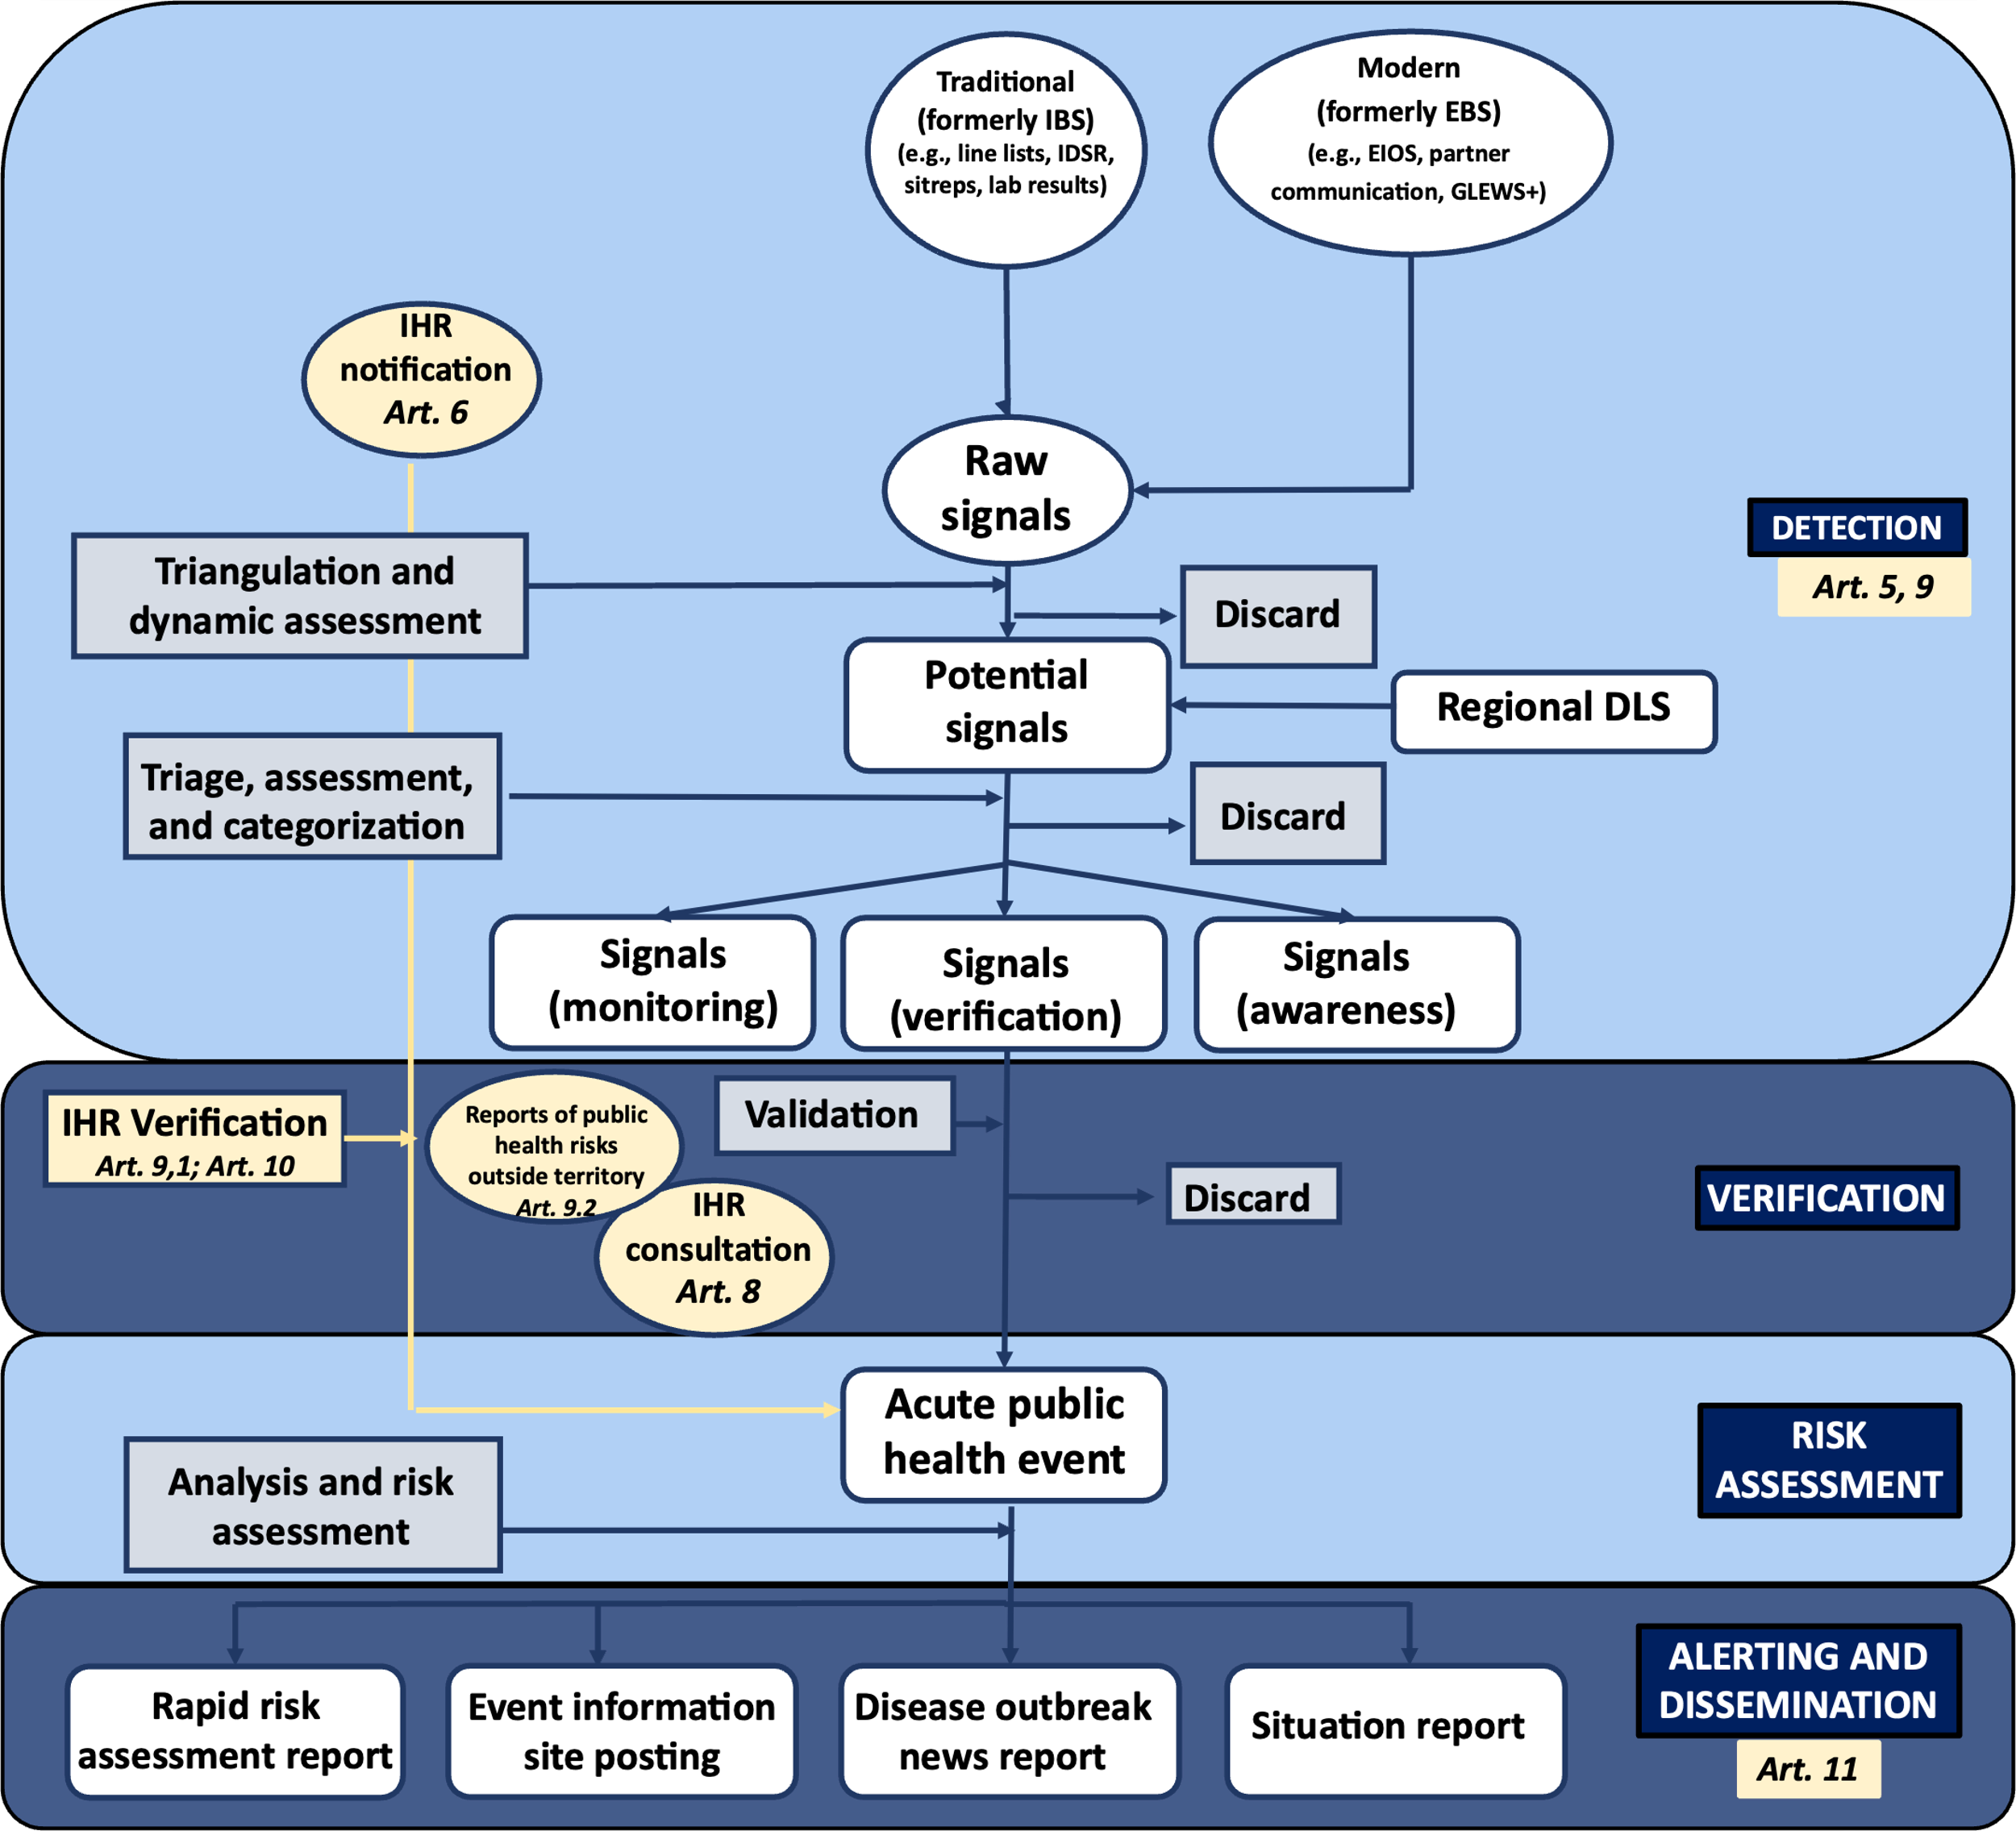 Traditional
(formerly IBS)
(e.g., line lists, IDSR,
sitreps, lab results)
Modern
(formerly EBS)
(e.g., EIOS, partner
communication, GLEWS+)
IHR
notification
Art. 6
Raw
signals
DETECTION
Art. 5, 9
Triangulation and
dynamic assessment
Discard
Potential
signals
Regional DLS
Triage, assessment,
and categorization
Discard
Signals
(monitoring)
Signals
(verification)
Signals
(awareness)
IHR Verification
Art. 9,1; Art. 10
Reports of public
health risks
outside territory
Art. 9.2
IHR
consultation
Art. 8
Validation
Discard
VERIFICATION
Acute public
health event
RISK
ASSESSMENT
Analysis and risk
assessment
ALERTING AND
DISSEMINATION
Art. 11
Rapid risk
assessment report
Event information
site posting
Disease outbreak
news report
Situation report